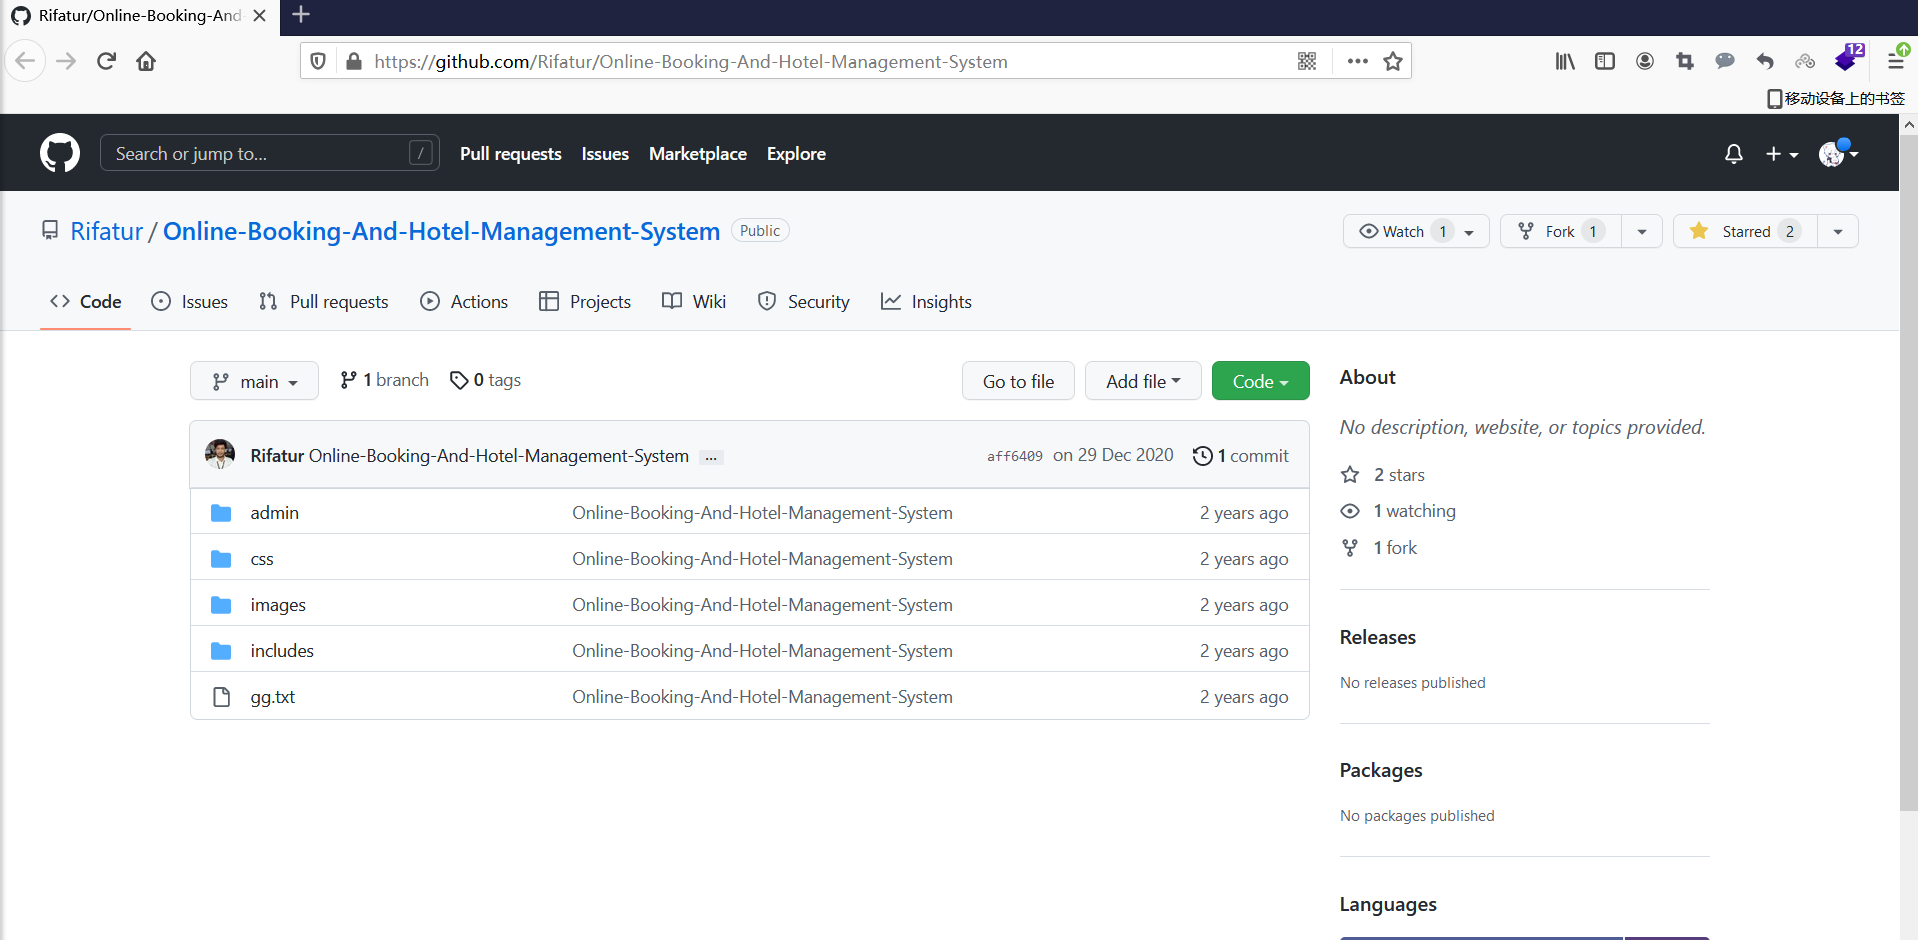 Rifatur/Online-Booking-And-
https://github.com/Rifatur/Online-Booking-And-Hotel-Management-System
12
移动设备上的书签
Search or jump to... /
Pull requests Issues Marketplace Explore
Rifatur / Online-Booking-And-Hotel-Management-System Public
Watch 1 Fork 1 Starred 2
Code Issues Pull requests Actions Projects Wiki Security Insights
main 1 branch 0 tags Go to file Add file Code
Rifatur Online-Booking-And-Hotel-Management-System ... aff6409 on 29 Dec 2020 1 commit
admin Online-Booking-And-Hotel-Management-System 2 years ago
css Online-Booking-And-Hotel-Management-System 2 years ago
images Online-Booking-And-Hotel-Management-System 2 years ago
includes Online-Booking-And-Hotel-Management-System 2 years ago
gg.txt Online-Booking-And-Hotel-Management-System 2 years ago
About
No description, website, or topics provided.
2 stars
1 watching
1 fork
Releases
No releases published
Packages
No packages published
Languages